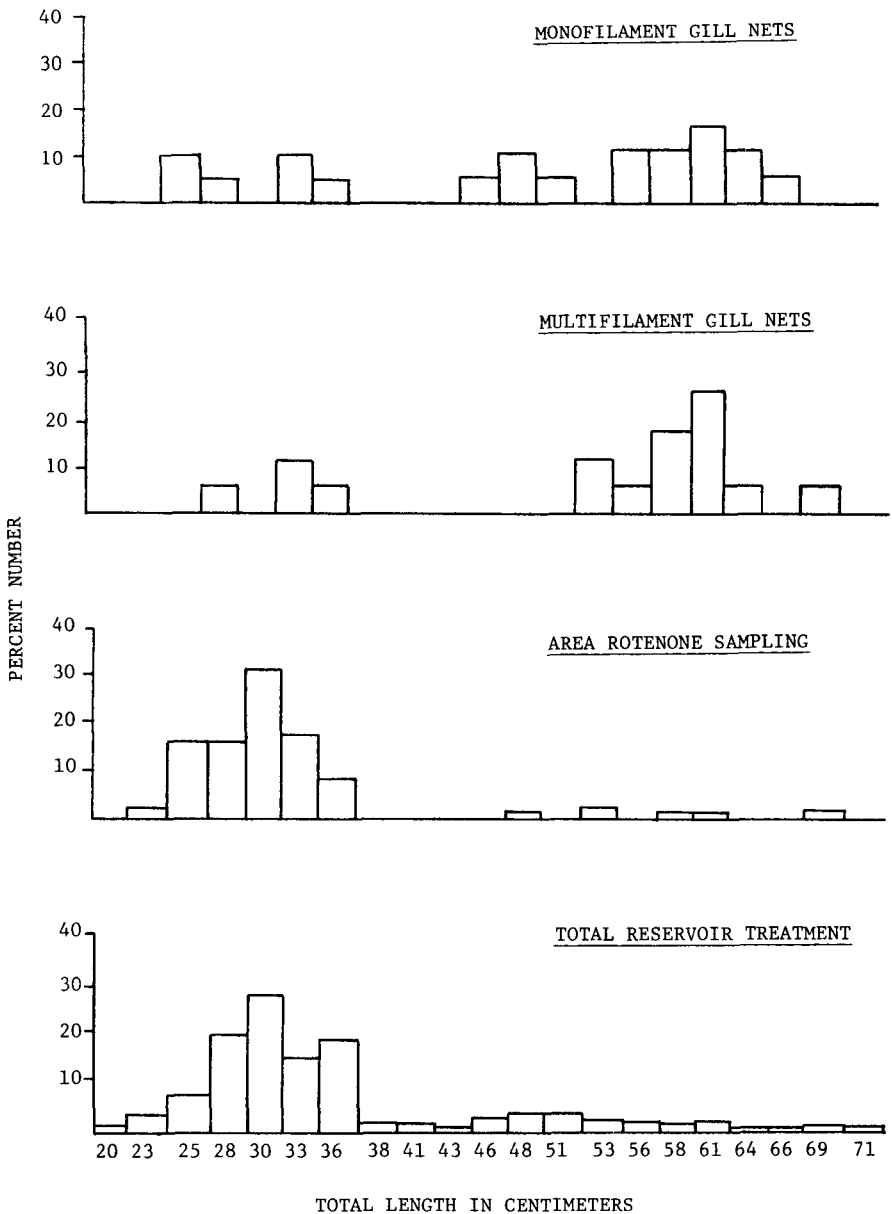 MONOFILAMENT GILL NETS
40
30
20
10
MULTIFILAMENT GILL NETS
40
30
20
10
PERCENT NUMBER
AREA ROTENONE SAMPLING
40
30
20
10
TOTAL RESERVOIR TREATMENT
40
30
20
10
20 23 25 28 30 33 36 38 41 43 46 48 51 53 56 58 61 64 66 69 71
TOTAL LENGTH IN CENTIMETERS